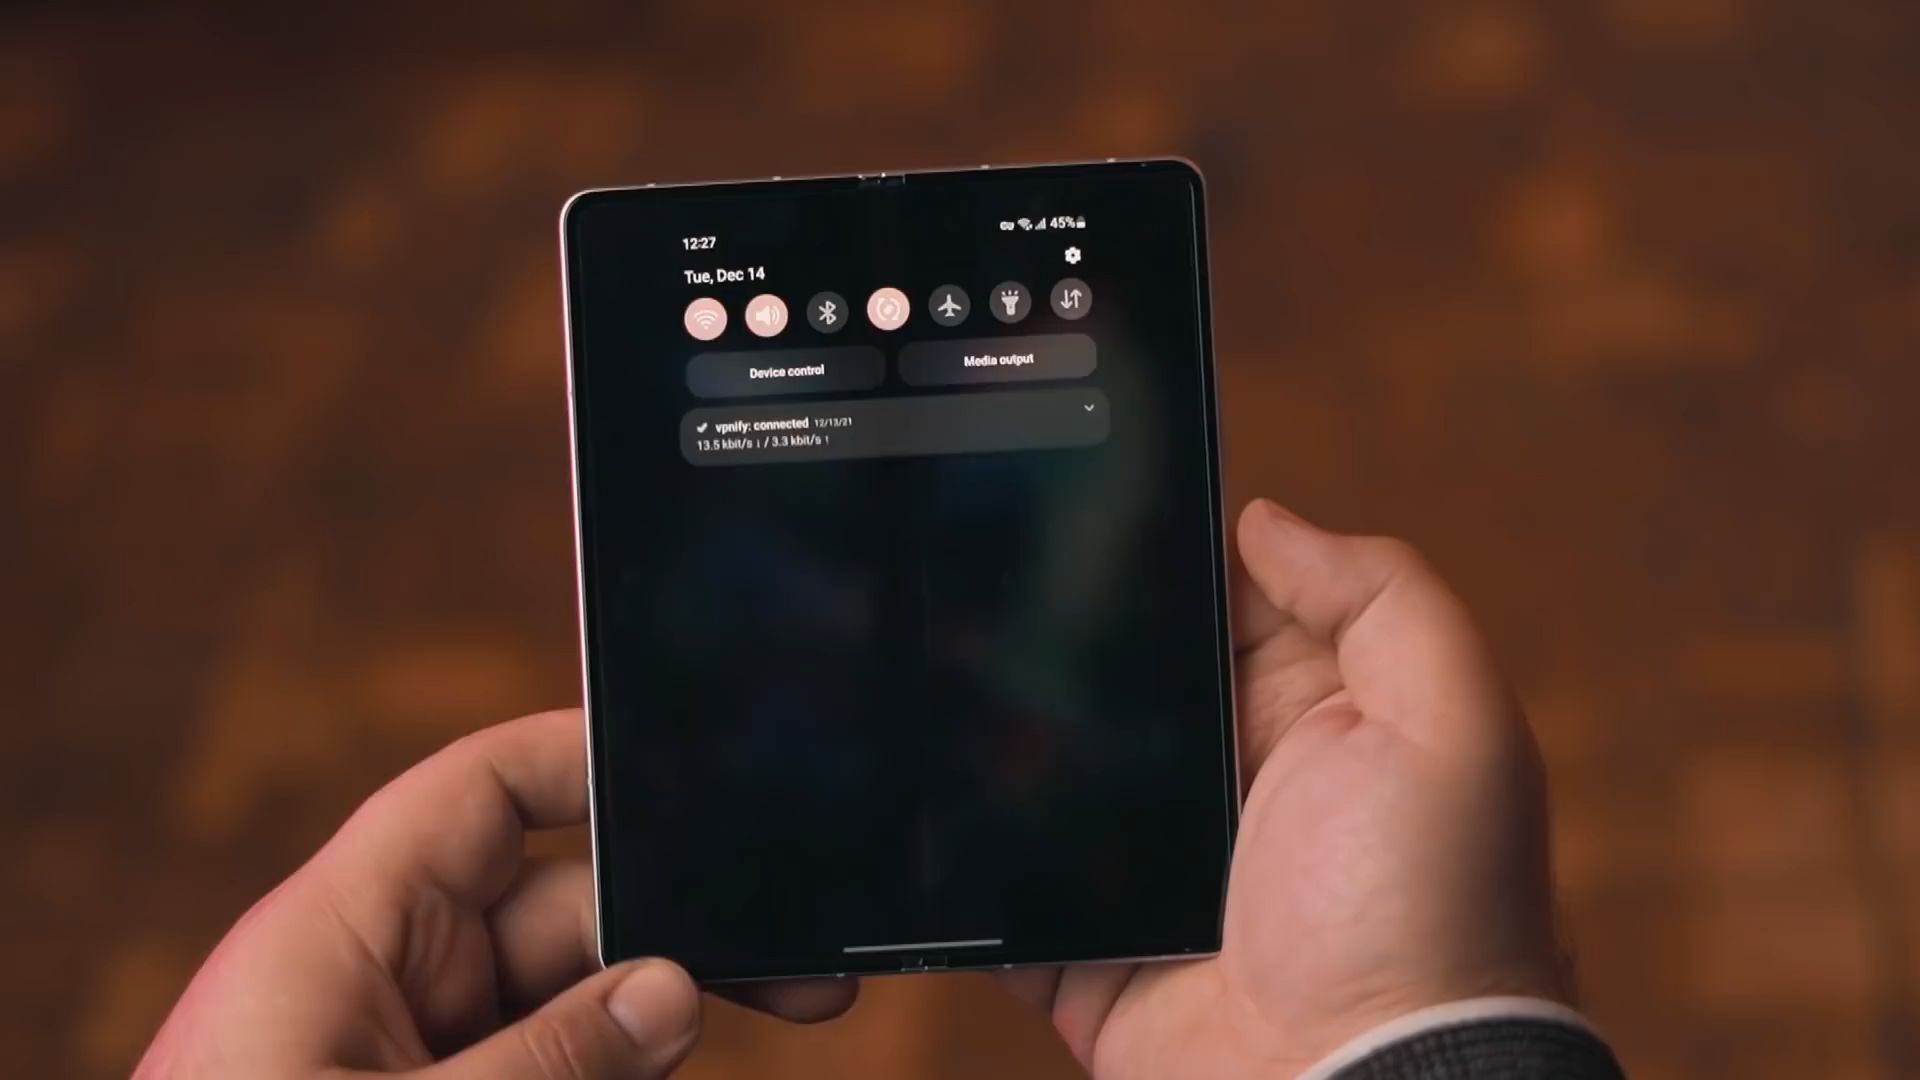 12:27
45%
Tue, Dec 14
Device control
Media output
vpnify: connected 12/13/21
13.5 kbit/s ↓ / 3.3 kbit/s ↑